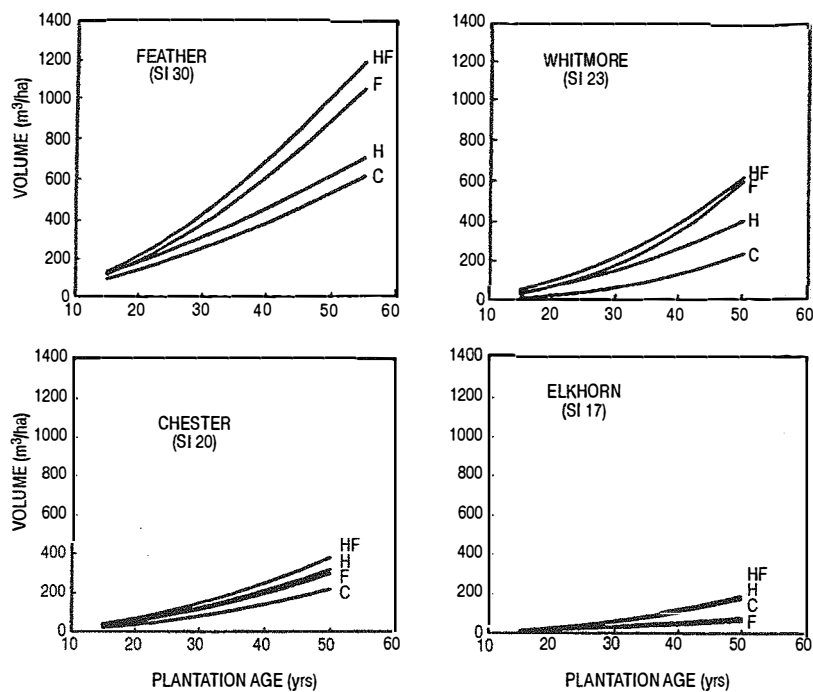 FEATHER
(SI 30)
VOLUME (m³/ha)
1400
1200
1000
800
600
400
200
0
10
20
30
40
50
60
HF
F
H
C
WHITMORE
(SI 23)
1400
1200
1000
800
600
400
200
0
10
20
30
40
50
60
HF
F
H
C
CHESTER
(SI 20)
VOLUME (m³/ha)
1400
1200
1000
800
600
400
200
0
10
20
30
40
50
60
HF
H
F
C
PLANTATION AGE (yrs)
ELKHORN
(SI 17)
1400
1200
1000
800
600
400
200
0
10
20
30
40
50
60
HF
H
C
F
PLANTATION AGE (yrs)